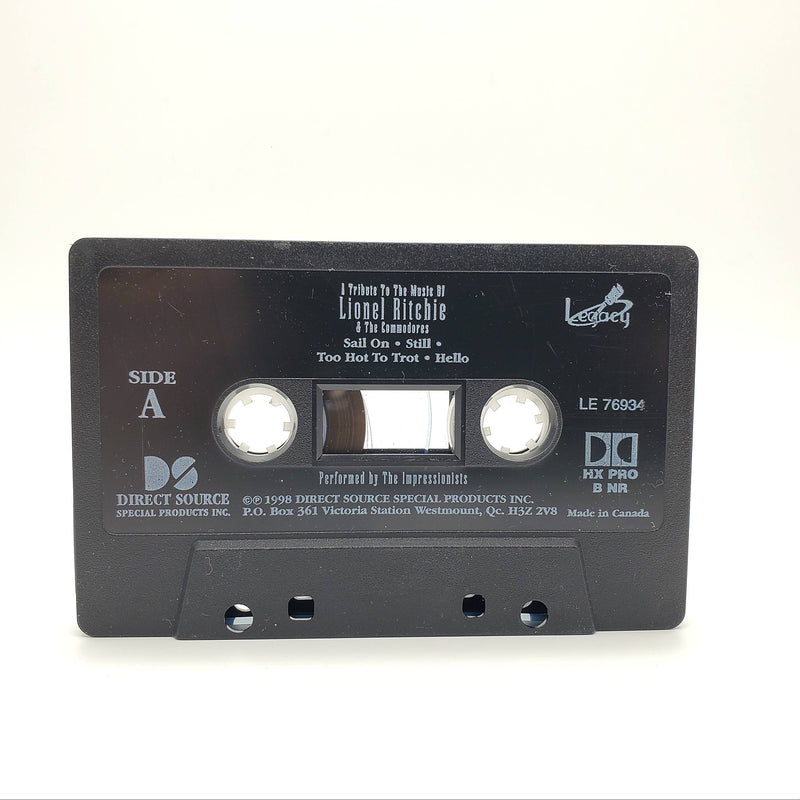 A Tribute To The Music Of
Lionel Ritchie
& The Commodores
Sail On • Still •
Too Hot To Trot • Hello
Legacy
SIDE
A
LE 76934
HX PRO
B NR
DS
DIRECT SOURCE
SPECIAL PRODUCTS INC.
Performed by The Impressionists
©℗ 1998 DIRECT SOURCE SPECIAL PRODUCTS INC.
P.O. Box 361 Victoria Station Westmount, Qc. H3Z 2V8
Made in Canada